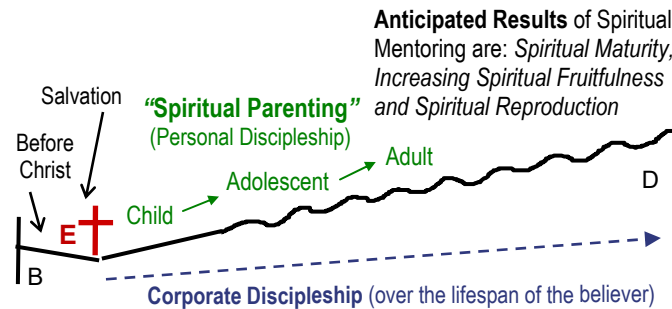 Anticipated Results of Spiritual
Mentoring are: Spiritual Maturity,
Increasing Spiritual Fruitfulness
and Spiritual Reproduction
Salvation
"Spiritual Parenting"
(Personal Discipleship)
Before
Christ
Adult
Adolescent
Child
D
E
B
Corporate Discipleship (over the lifespan of the believer)